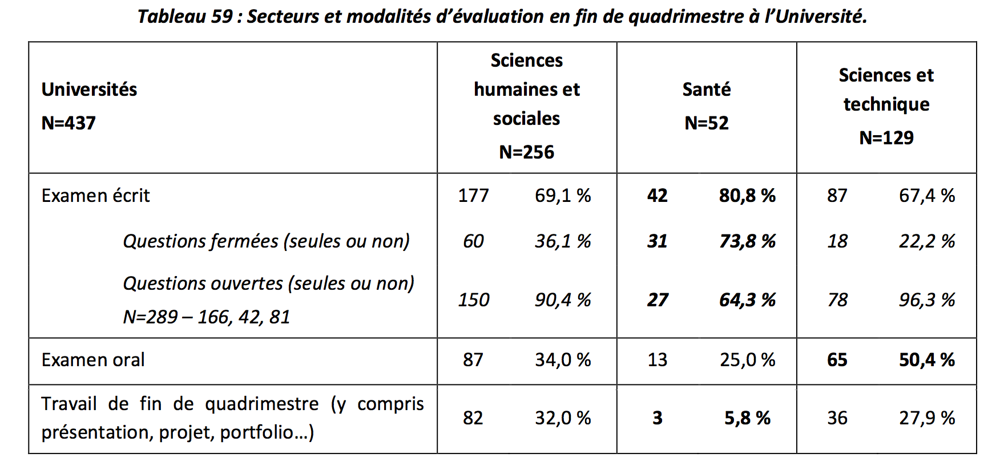 Tableau 59 : Secteurs et modalités d’évaluation en fin de quadrimestre à l’Université.
Universités
N=437
Sciences
humaines et
sociales
N=256
Santé
N=52
Sciences et
technique
N=129
Examen écrit 177 69,1 % 42 80,8 % 87 67,4 %
Questions fermées (seules ou non) 60 36,1 % 31 73,8 % 18 22,2 %
Questions ouvertes (seules ou non)
N=289 – 166, 42, 81
150 90,4 % 27 64,3 % 78 96,3 %
Examen oral 87 34,0 % 13 25,0 % 65 50,4 %
Travail de fin de quadrimestre (y compris
présentation, projet, portfolio…)
82 32,0 % 3 5,8 % 36 27,9 %